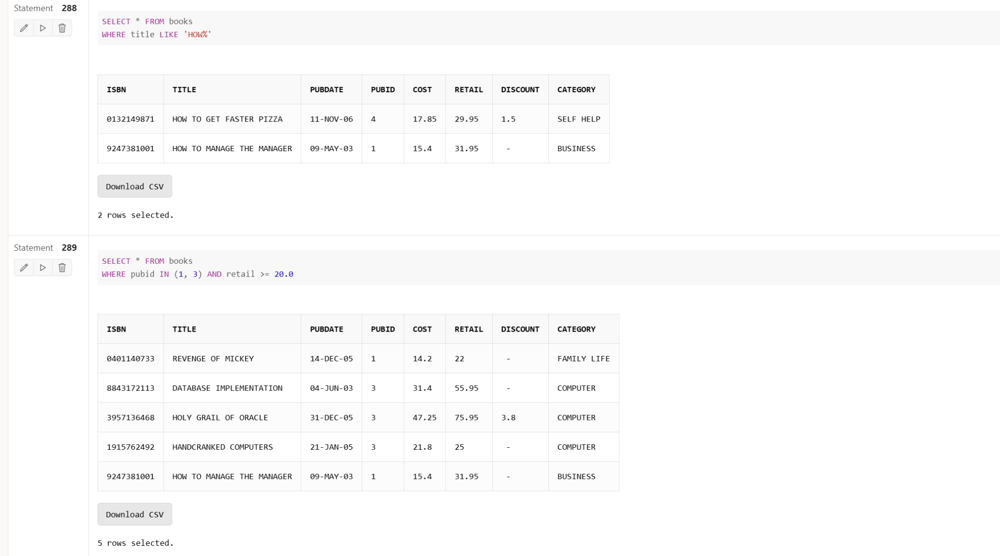 Statement 288
SELECT * FROM books
WHERE title LIKE 'HOW%'
ISBN TITLE PUBDATE PUBID COST RETAIL DISCOUNT CATEGORY
0132149871 HOW TO GET FASTER PIZZA 11-NOV-06 4 17.85 29.95 1.5 SELF HELP
9247381001 HOW TO MANAGE THE MANAGER 09-MAY-03 1 15.4 31.95 - BUSINESS
Download CSV
2 rows selected.
Statement 289
SELECT * FROM books
WHERE pubid IN (1, 3) AND retail >= 20.0
ISBN TITLE PUBDATE PUBID COST RETAIL DISCOUNT CATEGORY
0401140733 REVENGE OF MICKEY 14-DEC-05 1 14.2 22 - FAMILY LIFE
8843172113 DATABASE IMPLEMENTATION 04-JUN-03 3 31.4 55.95 - COMPUTER
3957136468 HOLY GRAIL OF ORACLE 31-DEC-05 3 47.25 75.95 3.8 COMPUTER
1915762492 HANDCRANKED COMPUTERS 21-JAN-05 3 21.8 25 - COMPUTER
9247381001 HOW TO MANAGE THE MANAGER 09-MAY-03 1 15.4 31.95 - BUSINESS
Download CSV
5 rows selected.